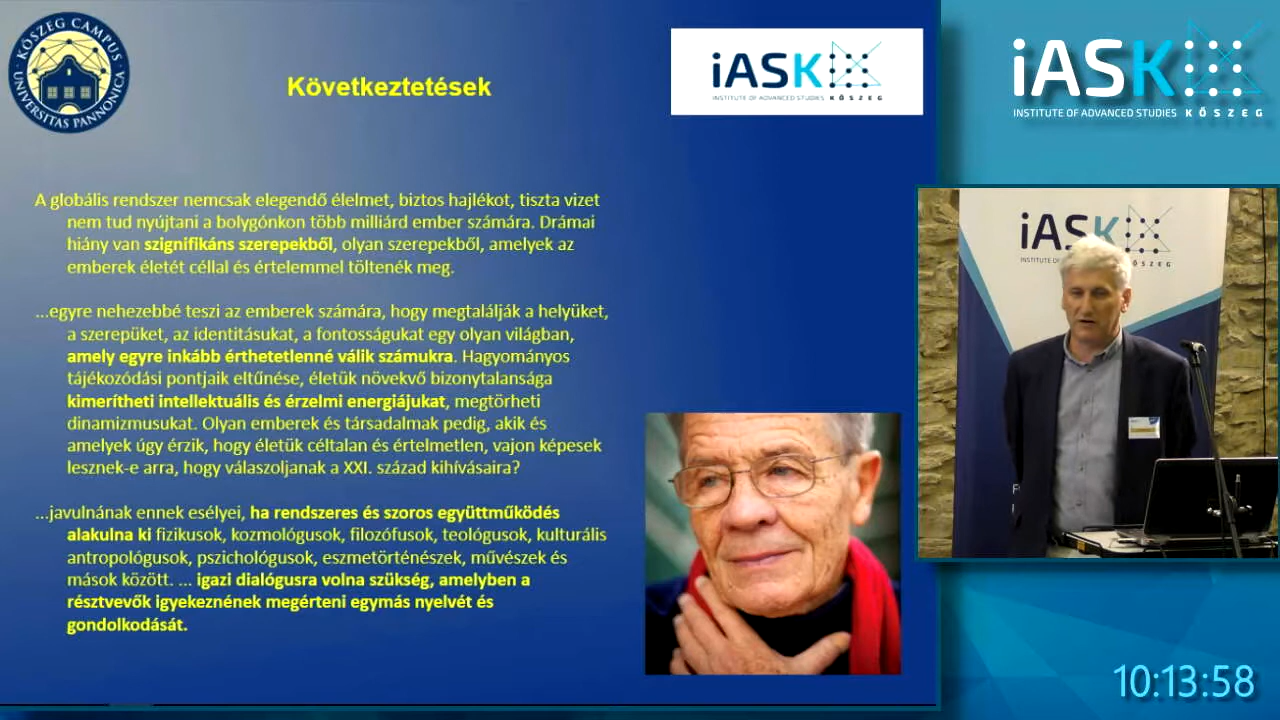 KŐSZEG CAMPUS
UNIVERSITAS PANNONICA
Következtetések
iASK
INSTITUTE OF ADVANCED STUDIES KŐSZEG
iASK
INSTITUTE OF ADVANCED STUDIES KŐSZEG
A globális rendszer nemcsak elegendő élelmet, biztos hajlékot, tiszta vizet
nem tud nyújtani a bolygónkon több milliárd ember számára. Drámai
hiány van szignifikáns szerepekből, olyan szerepekből, amelyek az
emberek életét céllal és értelemmel töltenék meg.
...egyre nehezebbé teszi az emberek számára, hogy megtalálják a helyüket,
a szerepüket, az identitásukat, a fontosságukat egy olyan világban,
amely egyre inkább érthetetlenné válik számukra. Hagyományos
tájékozódási pontjaik eltűnése, életük növekvő bizonytalansága
kimerítheti intellektuális és érzelmi energiájukat, megtörheti
dinamizmusukat. Olyan emberek és társadalmak pedig, akik és
amelyek úgy érzik, hogy életük céltalan és értelmetlen, vajon képesek
lesznek-e arra, hogy válaszoljanak a XXI. század kihívásaira?
...javulnának ennek esélyei, ha rendszeres és szoros együttműködés
alakulna ki fizikusok, kozmológusok, filozófusok, teológusok, kulturális
antropológusok, pszichológusok, eszmetörténészek, művészek és
mások között. ... igazi dialógusra volna szükség, amelyben a
résztvevők igyekeznének megérteni egymás nyelvét és
gondolkodását.
iASK
INSTITUTE OF
KŐSZEG
10:13:58